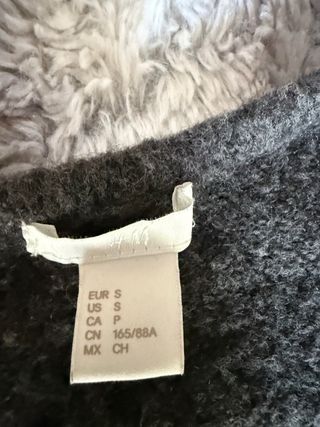 H&M
EUR S
US S
CA P
CN 165/88A
MX CH